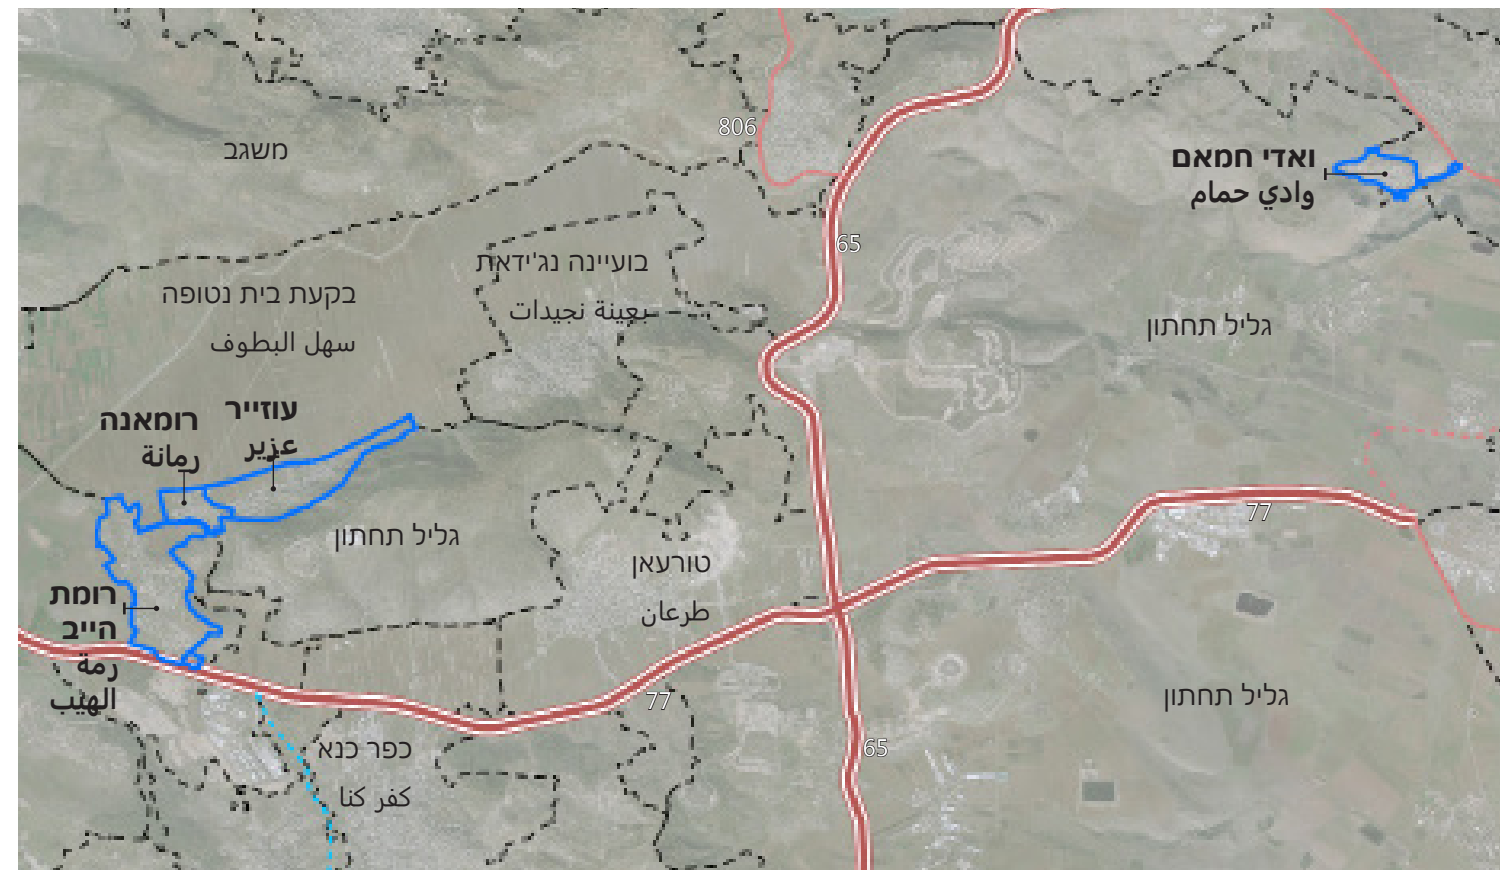 806
משגב
ואדי חמאם
وادي حمام
65
בועיינה נג'ידאת
بعينة نجيدات
בקעת בית נטופה
سهل البطوف
גליל תחתון
עוזייר
عزير
רומאנה
رمانة
77
גליל תחתון
טורעאן
طرعان
רומת
הייב
رمة
الهيب
גליל תחתון
77
65
כפר כנא
كفر كنا